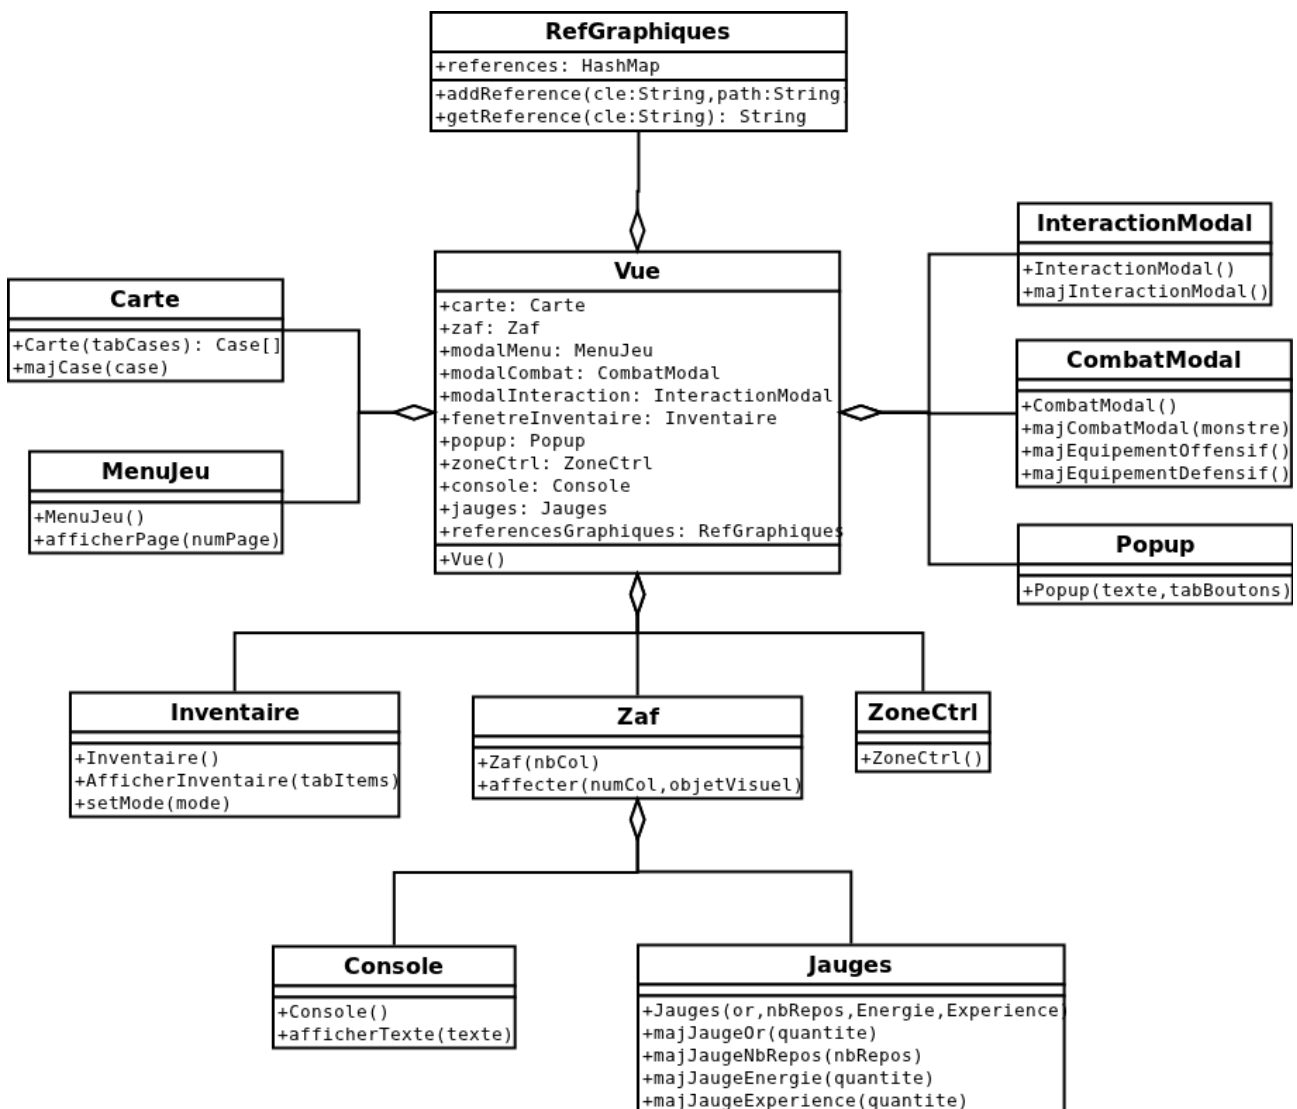 RefGraphiques
+references: HashMap
+addReference(cle:String,path:String)
+getReference(cle:String): String
InteractionModal
+InteractionModal()
+majInteractionModal()
Vue
+carte: Carte
+zaf: Zaf
+modalMenu: MenuJeu
+modalCombat: CombatModal
+modalInteraction: InteractionModal
+fenetreInventaire: Inventaire
+popup: Popup
+zoneCtrl: ZoneCtrl
+console: Console
+jauges: Jauges
+referencesGraphiques: RefGraphiques
+Vue()
Carte
+Carte(tabCases): Case[]
+majCase(case)
CombatModal
+CombatModal()
+majCombatModal(monstre)
+majEquipementOffensif()
+majEquipementDefensif()
MenuJeu
+MenuJeu()
+afficherPage(numPage)
Popup
+Popup(texte,tabBoutons)
Inventaire
+Inventaire()
+AfficherInventaire(tabItems)
+setMode(mode)
Zaf
+Zaf(nbCol)
+affecter(numCol,objetVisuel)
ZoneCtrl
+ZoneCtrl()
Console
+Console()
+afficherTexte(texte)
Jauges
+Jauges(or,nbRepos,Energie,Experience)
+majJaugeOr(quantite)
+majJaugeNbRepos(nbRepos)
+majJaugeEnergie(quantite)
+majJaugeExperience(quantite)